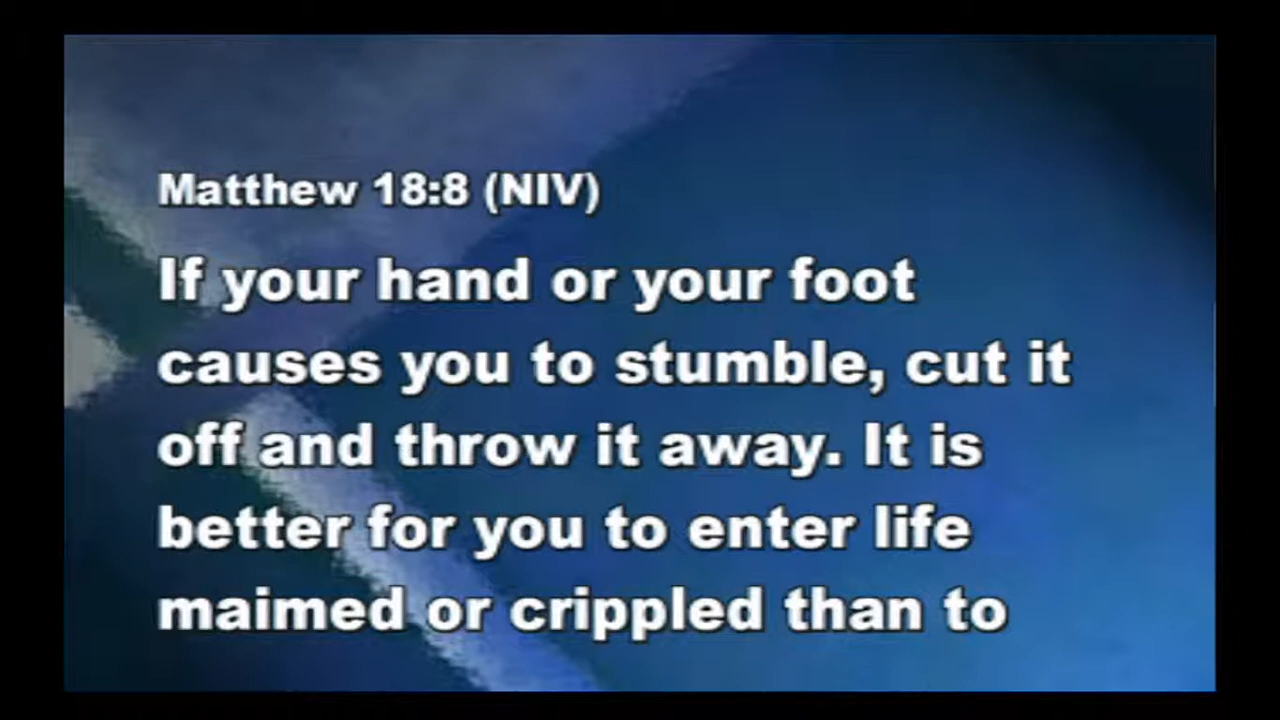 Matthew 18:8 (NIV)
If your hand or your foot
causes you to stumble, cut it
off and throw it away. It is
better for you to enter life
maimed or crippled than to